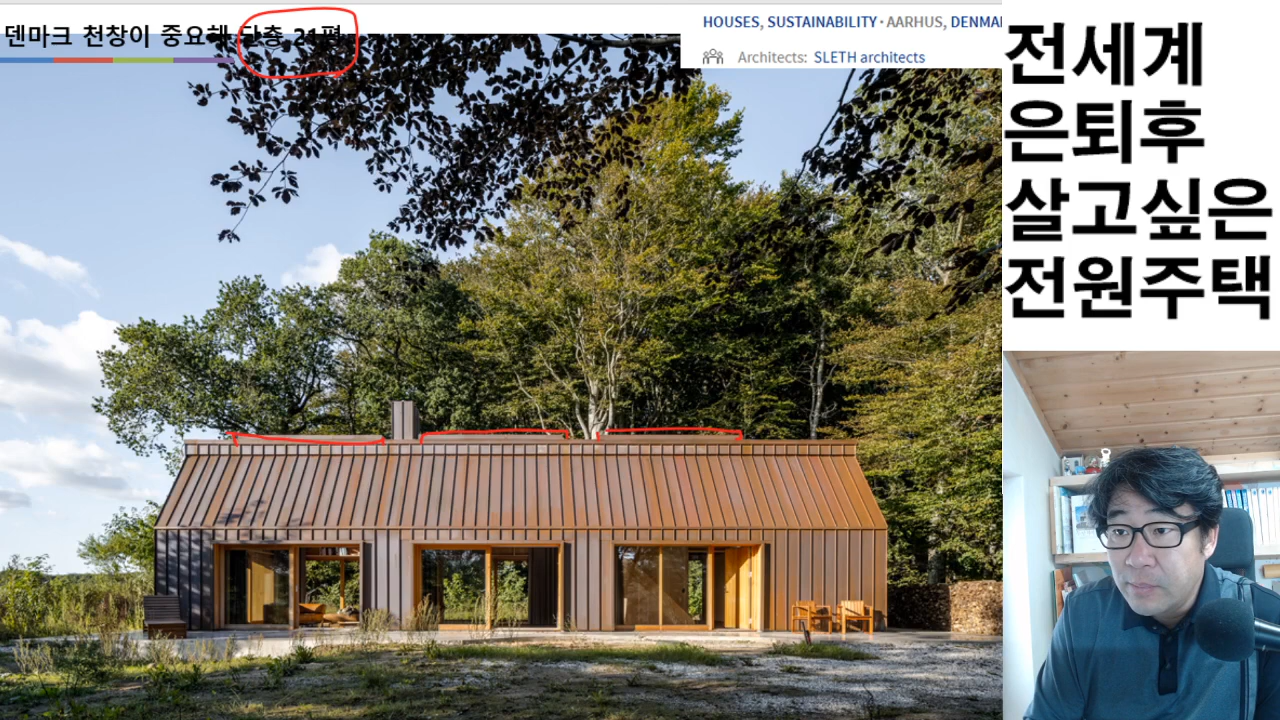 덴마크 천창이 중요해 단층 21평
HOUSES, SUSTAINABILITY • AARHUS, DENMAR
Architects: SLETH architects
전세계
은퇴후
살고싶은
전원주택